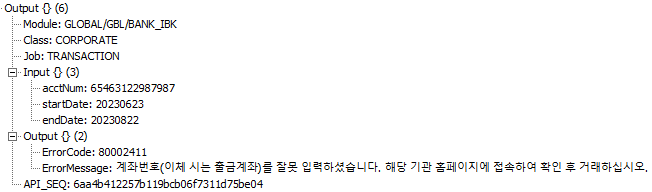 Output {} (6)
Module: GLOBAL/GBL/BANK_IBK
Class: CORPORATE
Job: TRANSACTION
Input {} (3)
acctNum: 65463122987987
startDate: 20230623
endDate: 20230822
Output {} (2)
ErrorCode: 80002411
ErrorMessage: 계좌번호(이체 시는 출금계좌)를 잘못 입력하셨습니다. 해당 기관 홈페이지에 접속하여 확인 후 거래하십시오.
API_SEQ: 6aa4b412257b119bcb06f7311d75be04